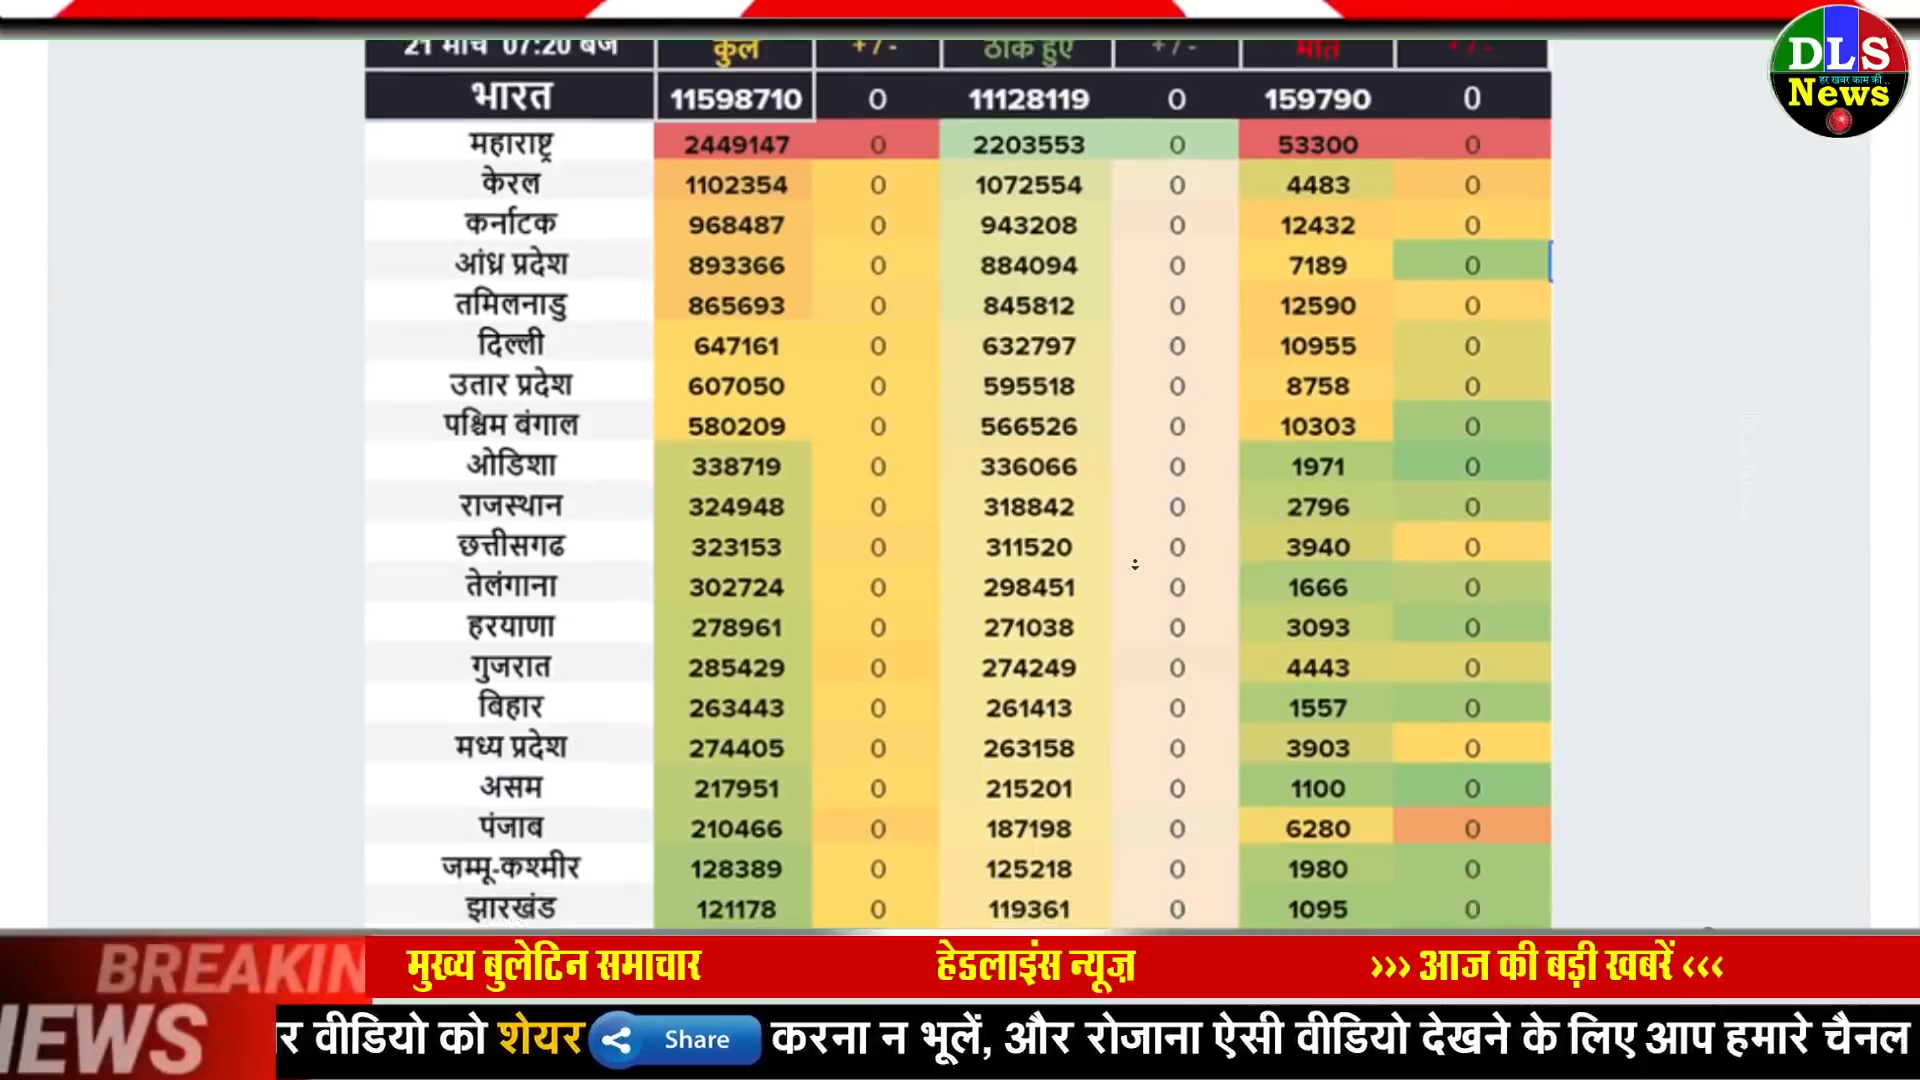 DLS
हर खबर काम की..
News
21 मार्च 07:20 बजे कुल +/- ठीक हुए +/- मौत +/-
भारत 11598710 0 11128119 0 159790 0
महाराष्ट्र 2449147 0 2203553 0 53300 0
केरल 1102354 0 1072554 0 4483 0
कर्नाटक 968487 0 943208 0 12432 0
आंध्र प्रदेश 893366 0 884094 0 7189 0
तमिलनाडु 865693 0 845812 0 12590 0
दिल्ली 647161 0 632797 0 10955 0
उतार प्रदेश 607050 0 595518 0 8758 0
पश्चिम बंगाल 580209 0 566526 0 10303 0
ओडिशा 338719 0 336066 0 1971 0
राजस्थान 324948 0 318842 0 2796 0
छत्तीसगढ 323153 0 311520 0 3940 0
तेलंगाना 302724 0 298451 0 1666 0
हरयाणा 278961 0 271038 0 3093 0
गुजरात 285429 0 274249 0 4443 0
बिहार 263443 0 261413 0 1557 0
मध्य प्रदेश 274405 0 263158 0 3903 0
असम 217951 0 215201 0 1100 0
पंजाब 210466 0 187198 0 6280 0
जम्मू-कश्मीर 128389 0 125218 0 1980 0
झारखंड 121178 0 119361 0 1095 0
BREAKIN
NEWS
मुख्य बुलेटिन समाचार हेडलाइंस न्यूज़ >>> आज की बड़ी खबरें <<<
र वीडियो को शेयर Share करना न भूलें, और रोजाना ऐसी वीडियो देखने के लिए आप हमारे चैनल